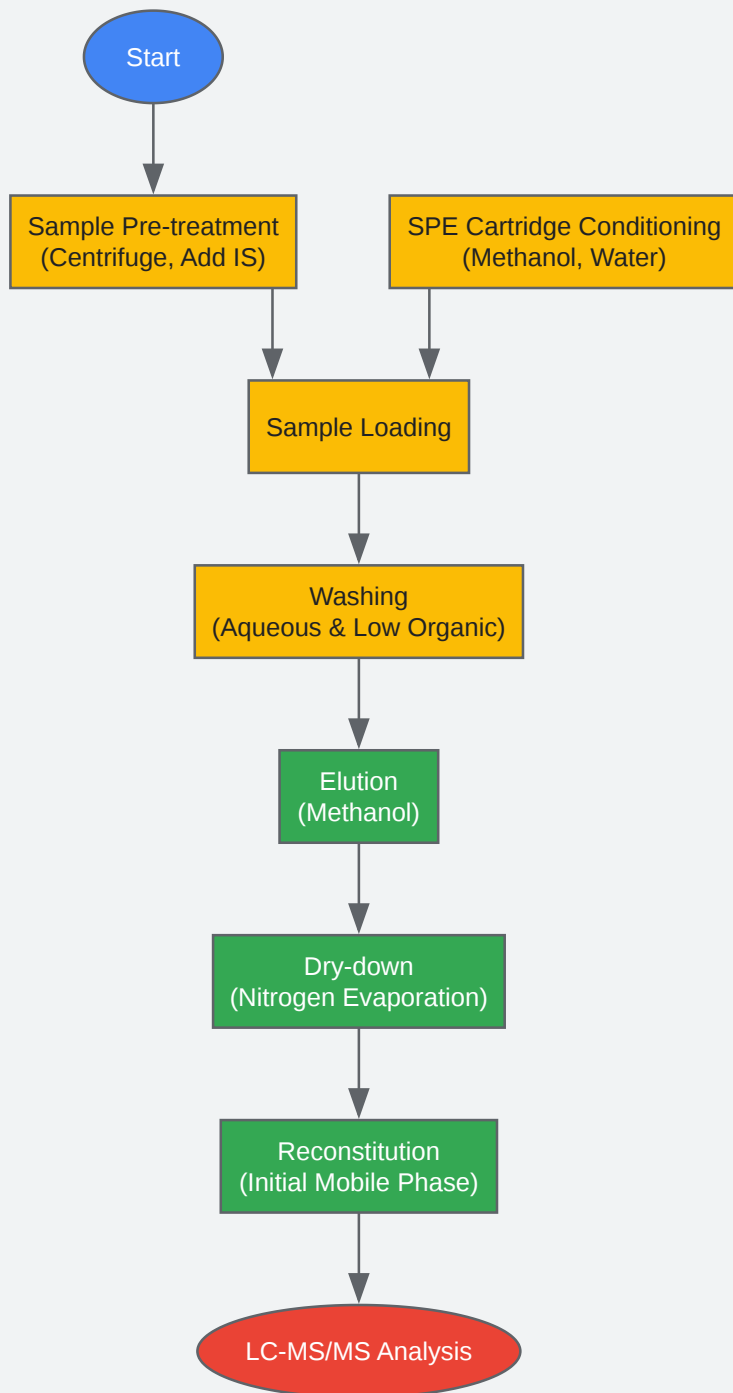 Start
Sample Pre-treatment
(Centrifuge, Add IS)
SPE Cartridge Conditioning
(Methanol, Water)
Sample Loading
Washing
(Aqueous & Low Organic)
Elution
(Methanol)
Dry-down
(Nitrogen Evaporation)
Reconstitution
(Initial Mobile Phase)
LC-MS/MS Analysis